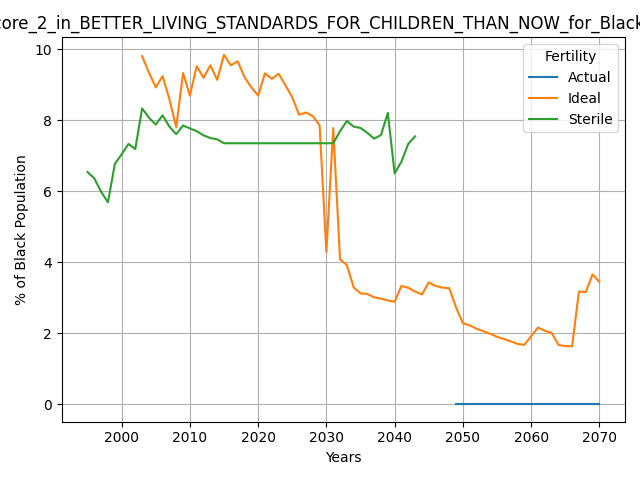 core_2_in_BETTER_LIVING_STANDARDS_FOR_CHILDREN_THAN_NOW_for_Black
10
8
6
4
2
0
% of Black Population
Fertility
Actual
Ideal
Sterile
2000
2010
2020
2030
2040
2050
2060
2070
Years